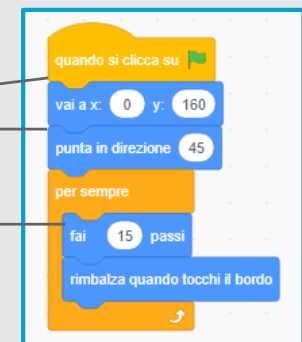 quando si clicca su
vai a x: 0 y: 160
punta in direzione 45
per sempre
fai 15 passi
rimbalza quando tocchi il bordo